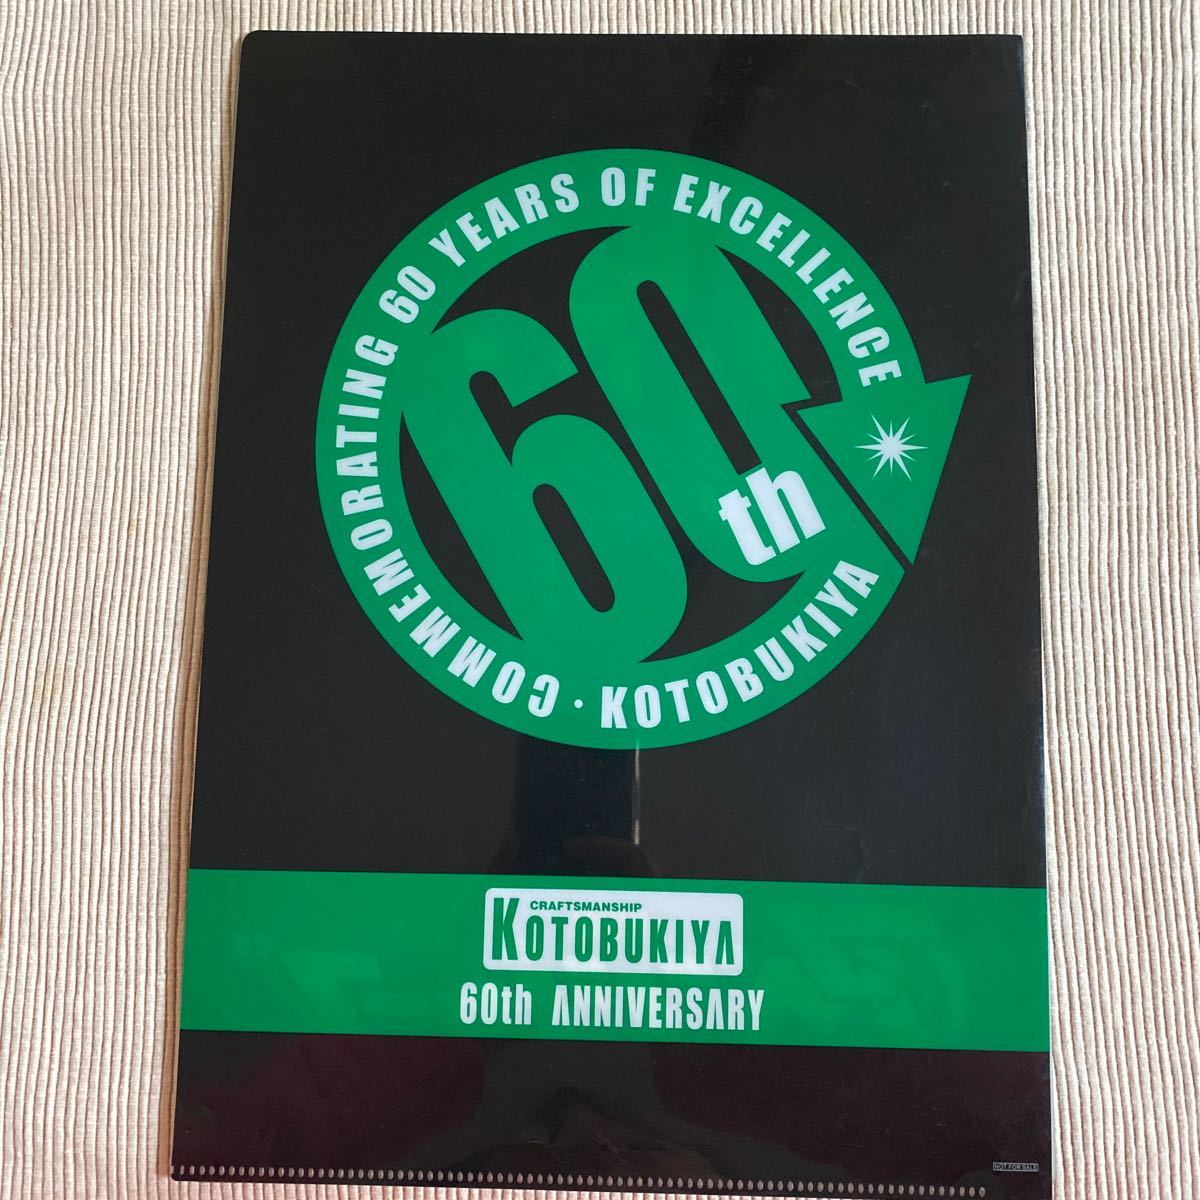 COMMEMORATING 60 YEARS OF EXCELLENCE
60th
· KOTOBUKIYA
CRAFTSMANSHIP
KOTOBUKIYA
60th ANNIVERSARY
NOT FOR SALE